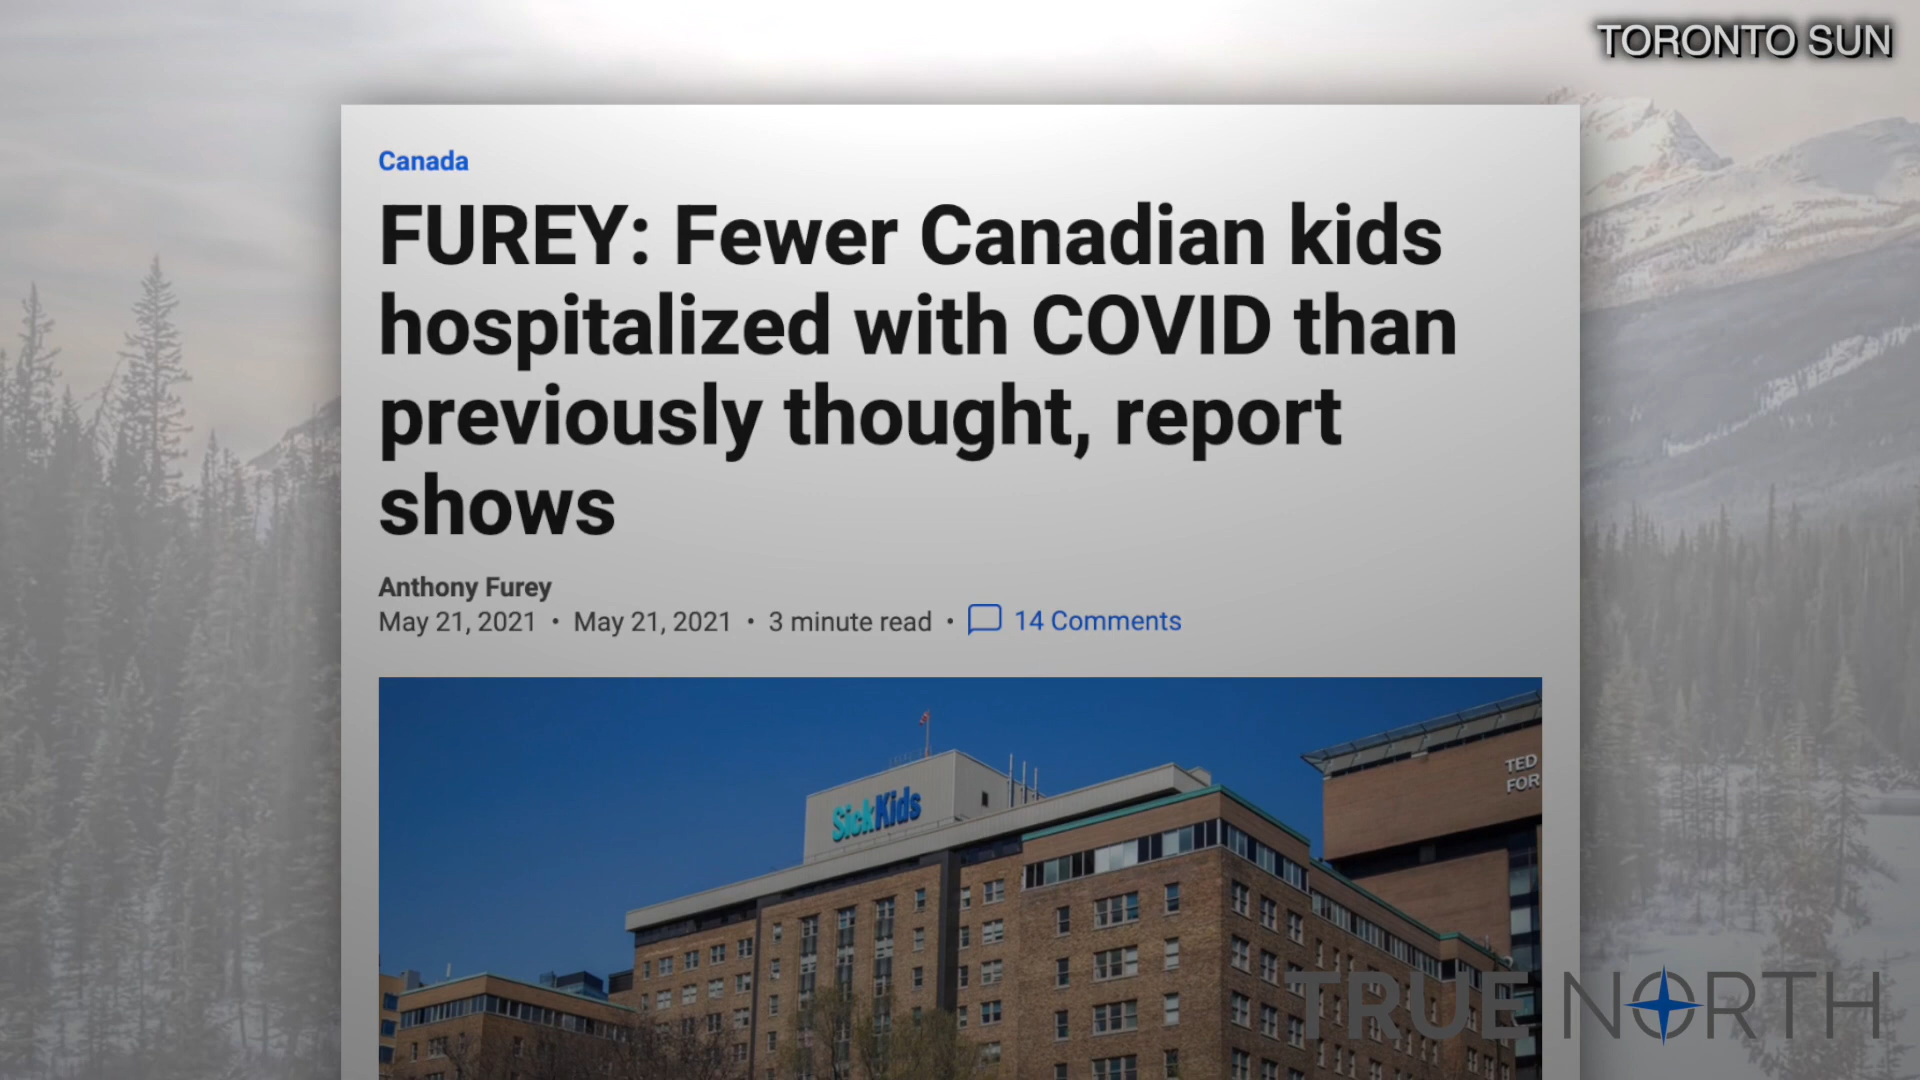 TORONTO SUN
Canada
FUREY: Fewer Canadian kids
hospitalized with COVID than
previously thought, report
shows
Anthony Furey
May 21, 2021 • May 21, 2021 • 3 minute read • 14 Comments
SickKids
TED
FOR
TRUE NORTH